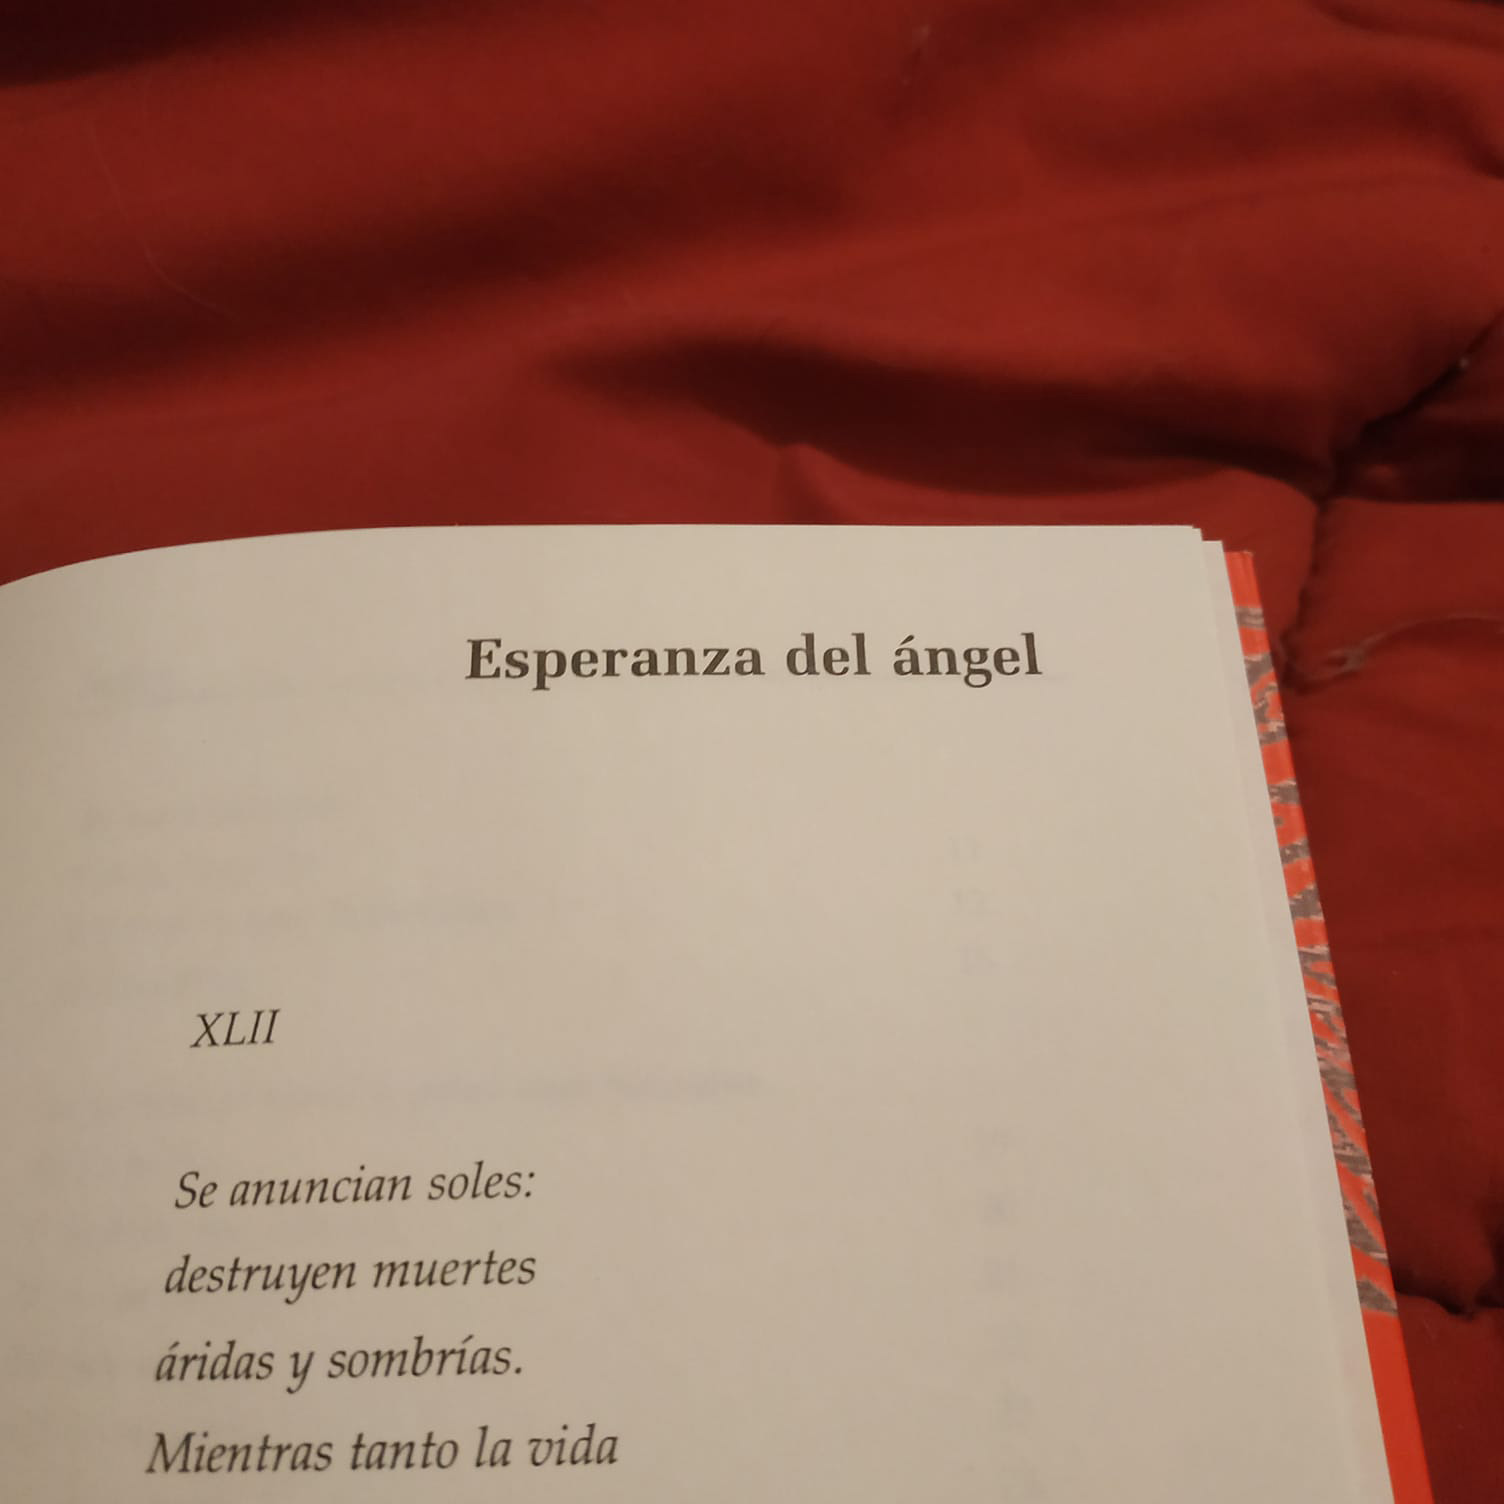 Esperanza del ángel
XLII
Se anuncian soles:
destruyen muertes
áridas y sombrías.
Mientras tanto la vida